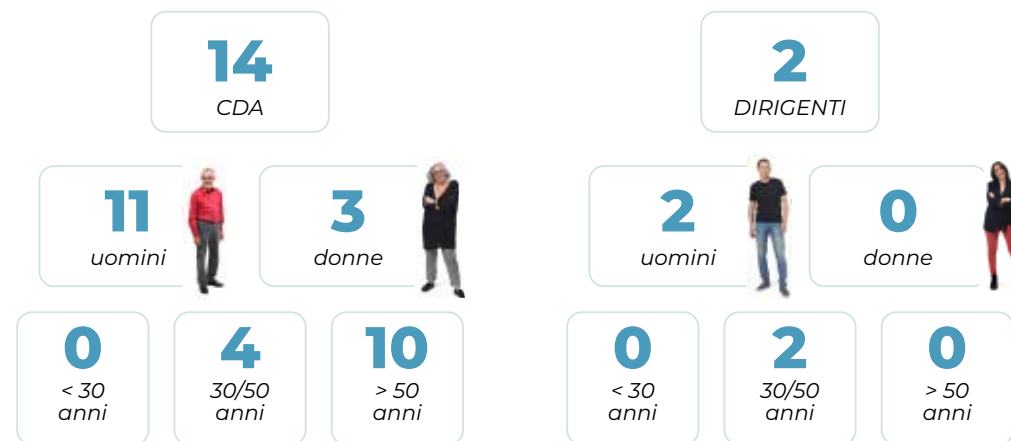 14
CDA
11
uomini
3
donne
0
< 30
anni
4
30/50
anni
10
> 50
anni
2
DIRIGENTI
2
uomini
0
donne
0
< 30
anni
2
30/50
anni
0
> 50
anni